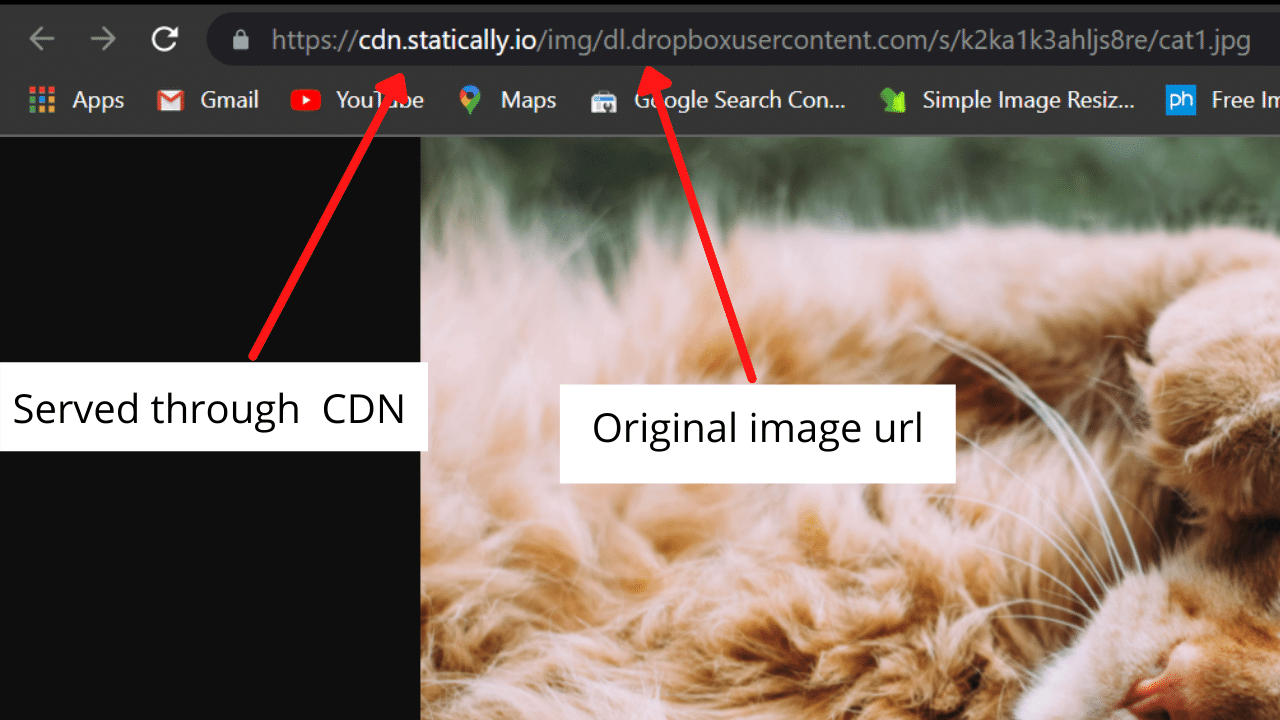 https://cdn.statically.io/img/dl.dropboxusercontent.com/s/k2ka1k3ahljs8re/cat1.jpg
Apps Gmail YouTube Maps Google Search Con... Simple Image Resiz... ph Free Im
Served through CDN
Original image url